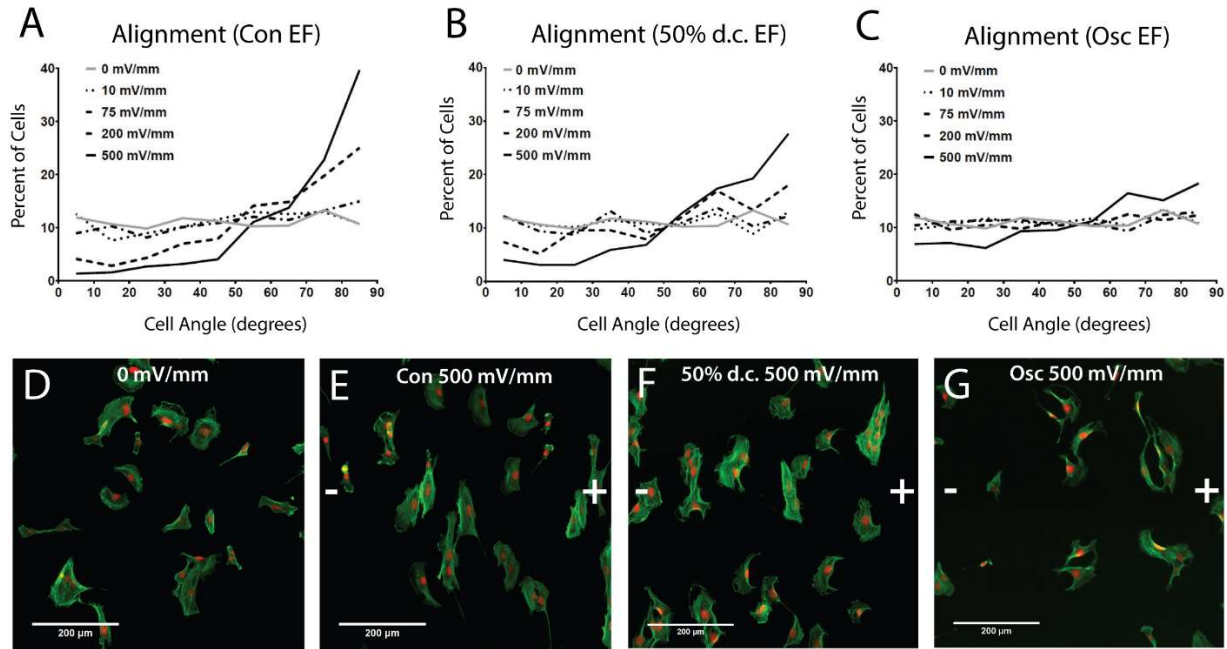 A
Alignment (Con EF)
0 mV/mm
10 mV/mm
75 mV/mm
200 mV/mm
500 mV/mm
Percent of Cells
40
30
20
10
0
0 10 20 30 40 50 60 70 80 90
Cell Angle (degrees)
B
Alignment (50% d.c. EF)
0 mV/mm
10 mV/mm
75 mV/mm
200 mV/mm
500 mV/mm
Percent of Cells
40
30
20
10
0
0 10 20 30 40 50 60 70 80 90
Cell Angle (degrees)
C
Alignment (Osc EF)
0 mV/mm
10 mV/mm
75 mV/mm
200 mV/mm
500 mV/mm
Percent of Cells
40
30
20
10
0
0 10 20 30 40 50 60 70 80 90
Cell Angle (degrees)
D
0 mV/mm
200 µm
E
Con 500 mV/mm
- +
200 µm
F
50% d.c. 500 mV/mm
- +
200 µm
G
Osc 500 mV/mm
- +
200 µm